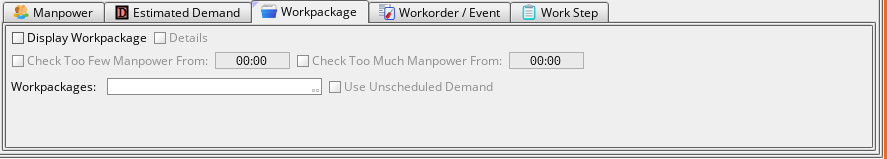 Manpower Estimated Demand Workpackage Workorder / Event Work Step
Display Workpackage Details
Check Too Few Manpower From: 00:00 Check Too Much Manpower From: 00:00
Workpackages: Use Unscheduled Demand